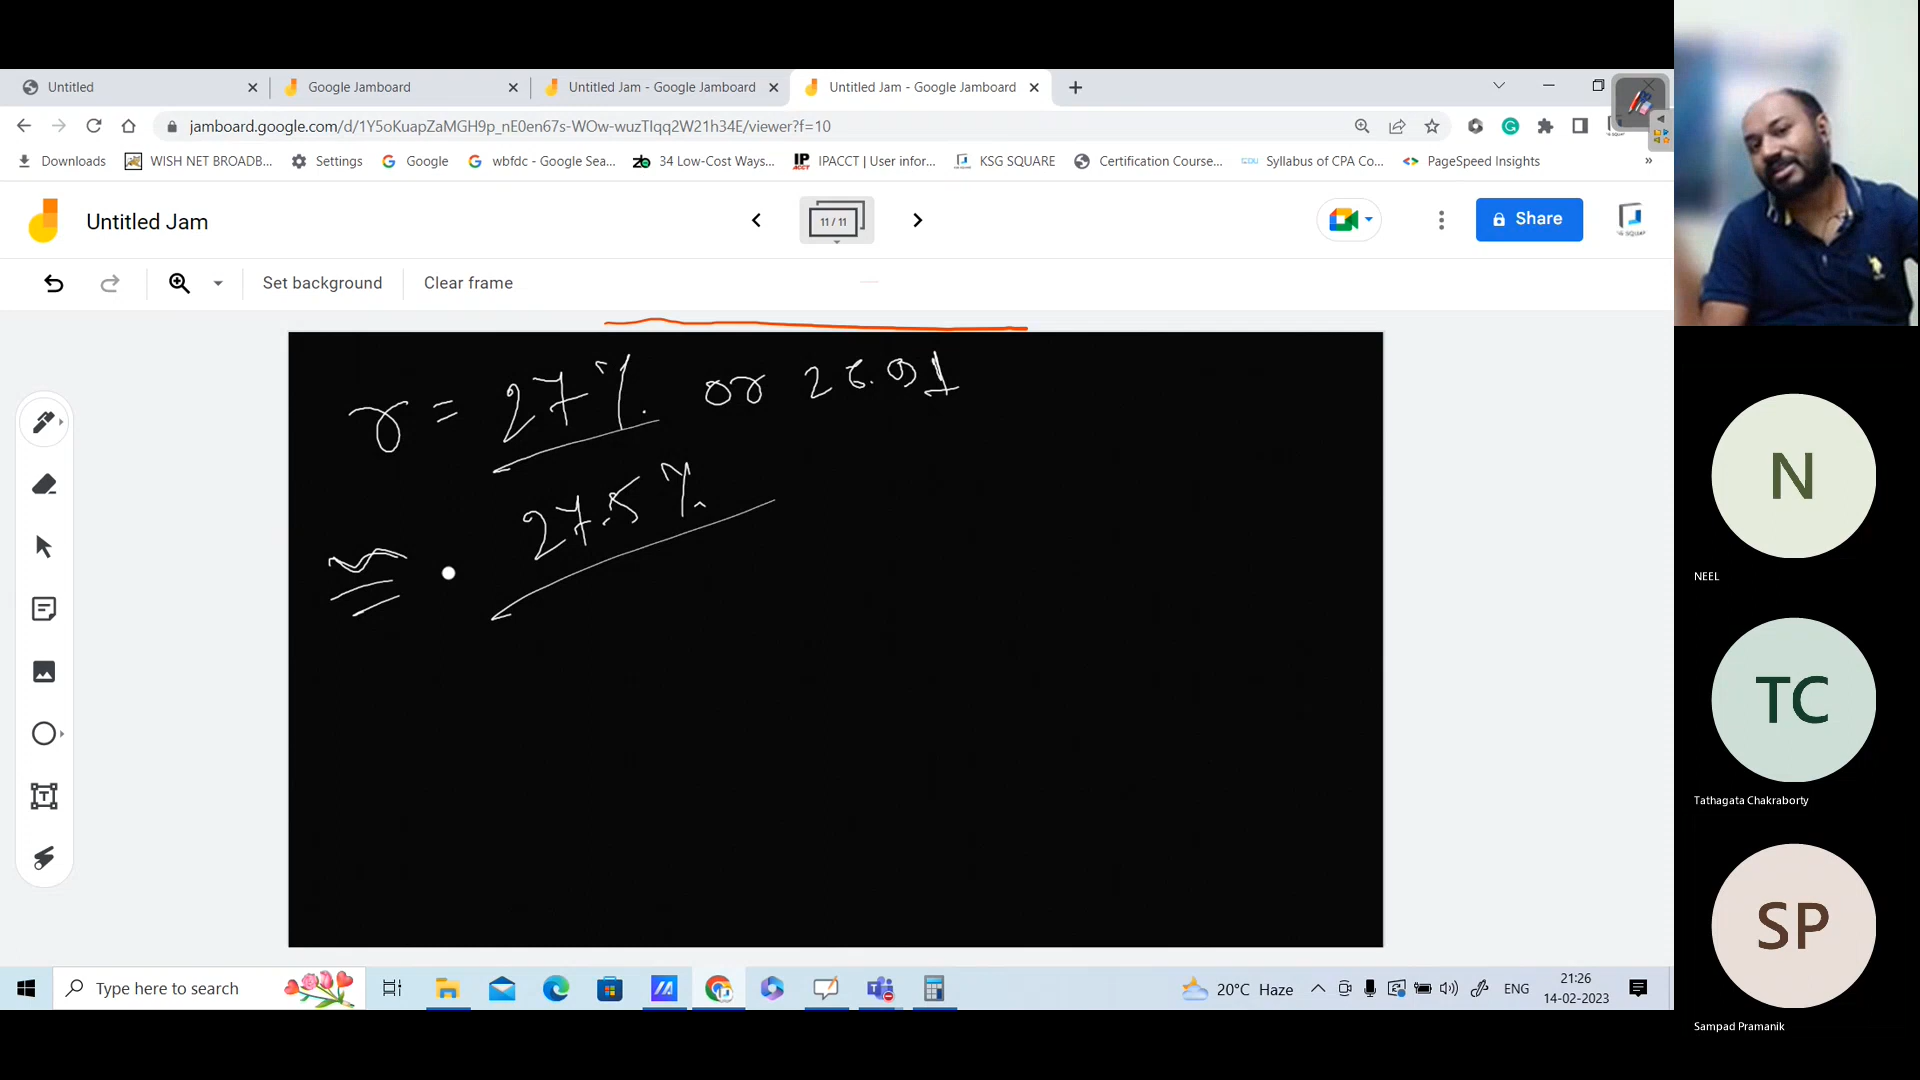 Untitled
Google Jamboard
Untitled Jam - Google Jamboard
Untitled Jam - Google Jamboard
jamboard.google.com/d/1Y5oKuapZaMGH9p_nE0en67s-WOw-wuzTIqq2W21h34E/viewer?f=10
Downloads
WISH NET BROADB...
Settings
Google
wbfdc - Google Sea...
34 Low-Cost Ways...
IPACCT | User infor...
KSG SQUARE
Certification Course...
Syllabus of CPA Co...
PageSpeed Insights
»
Untitled Jam
11 / 11
Share
Set background
Clear frame
r = 27% or 26.91
27.5%
N
NEEL
TC
Tathagata Chakraborty
SP
Sampad Pramanik
Type here to search
20°C Haze
ENG
21:26
14-02-2023